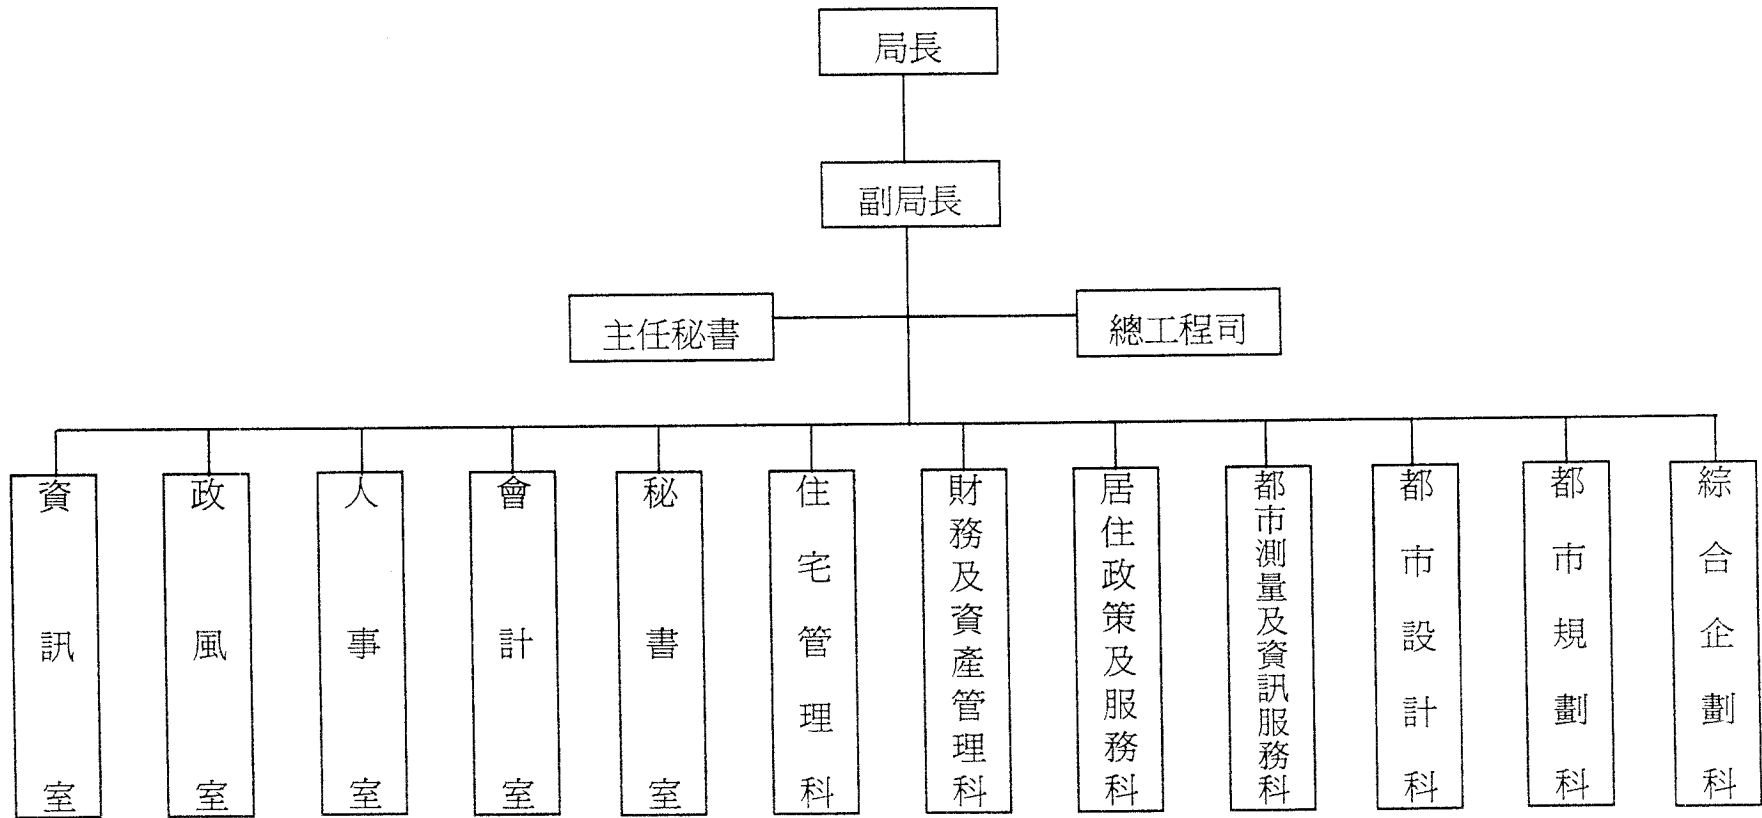 局長
副局長
主任秘書
總工程司
資訊室
政風室
人事室
會計室
秘書室
住宅管理科
財務及資產管理科
居住政策及服務科
都市測量及資訊服務科
都市設計科
都市規劃科
綜合企劃科